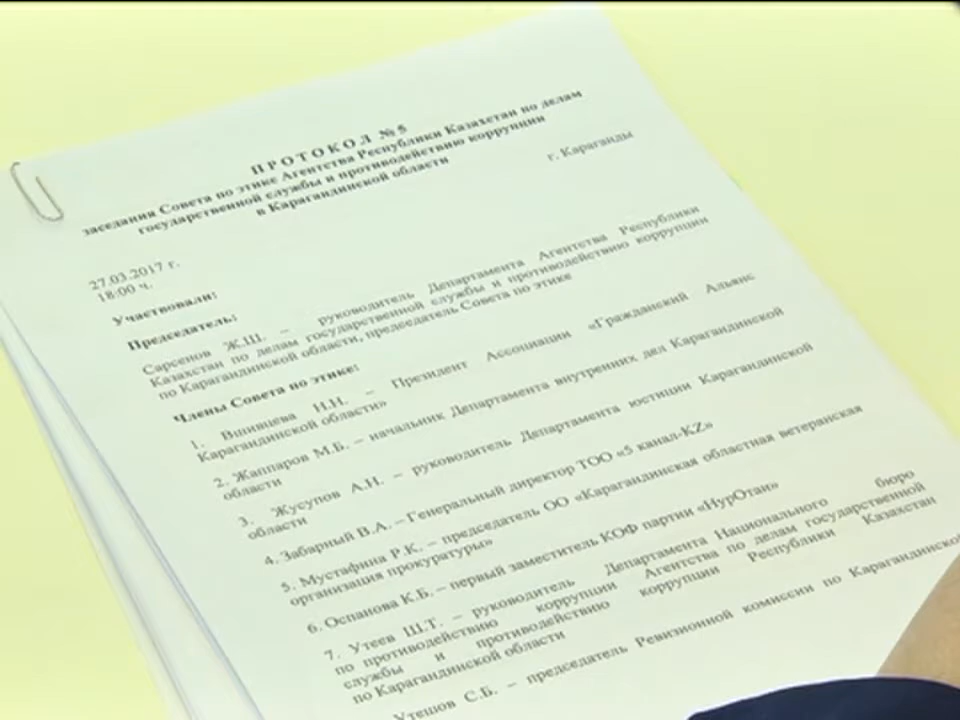 ПРОТОКОЛ № 5
заседания Совета по этике Агентства Республики Казахстан по делам
государственной службы и противодействию коррупции
в Карагандинской области
г. Караганды
27.03.2017 г.
18:00 ч.
Участвовали:
Председатель:
Сарсенов Ж.Ш. – руководитель Департамента Агентства Республики
Казахстан по делам государственной службы и противодействию коррупции
по Карагандинской области, председатель Совета по этике
Члены Совета по этике:
1. Вшивцева Н.Н. – Президент Ассоциации «Гражданский Альянс
Карагандинской области»
2. Жаппаров М.Б. – начальник Департамента внутренних дел Карагандинской
области
3. Жусупов А.Н. – руководитель Департамента юстиции Карагандинской
области
4. Забарный В.А. – Генеральный директор ТОО «5 канал-KZ»
5. Мустафина Р.К. – председатель ОО «Карагандинская областная ветеранская
организация прокуратуры»
6. Оспанова К.Б. – первый заместитель КОФ партии «НурОтан»
7. Утеев Ш.Т. – руководитель Департамента Национального бюро
по противодействию коррупции Агентства по делам государственной
службы и противодействию коррупции Республики Казахстан
по Карагандинской области
Утешов С.Б. – председатель Ревизионной комиссии по Карагандинской